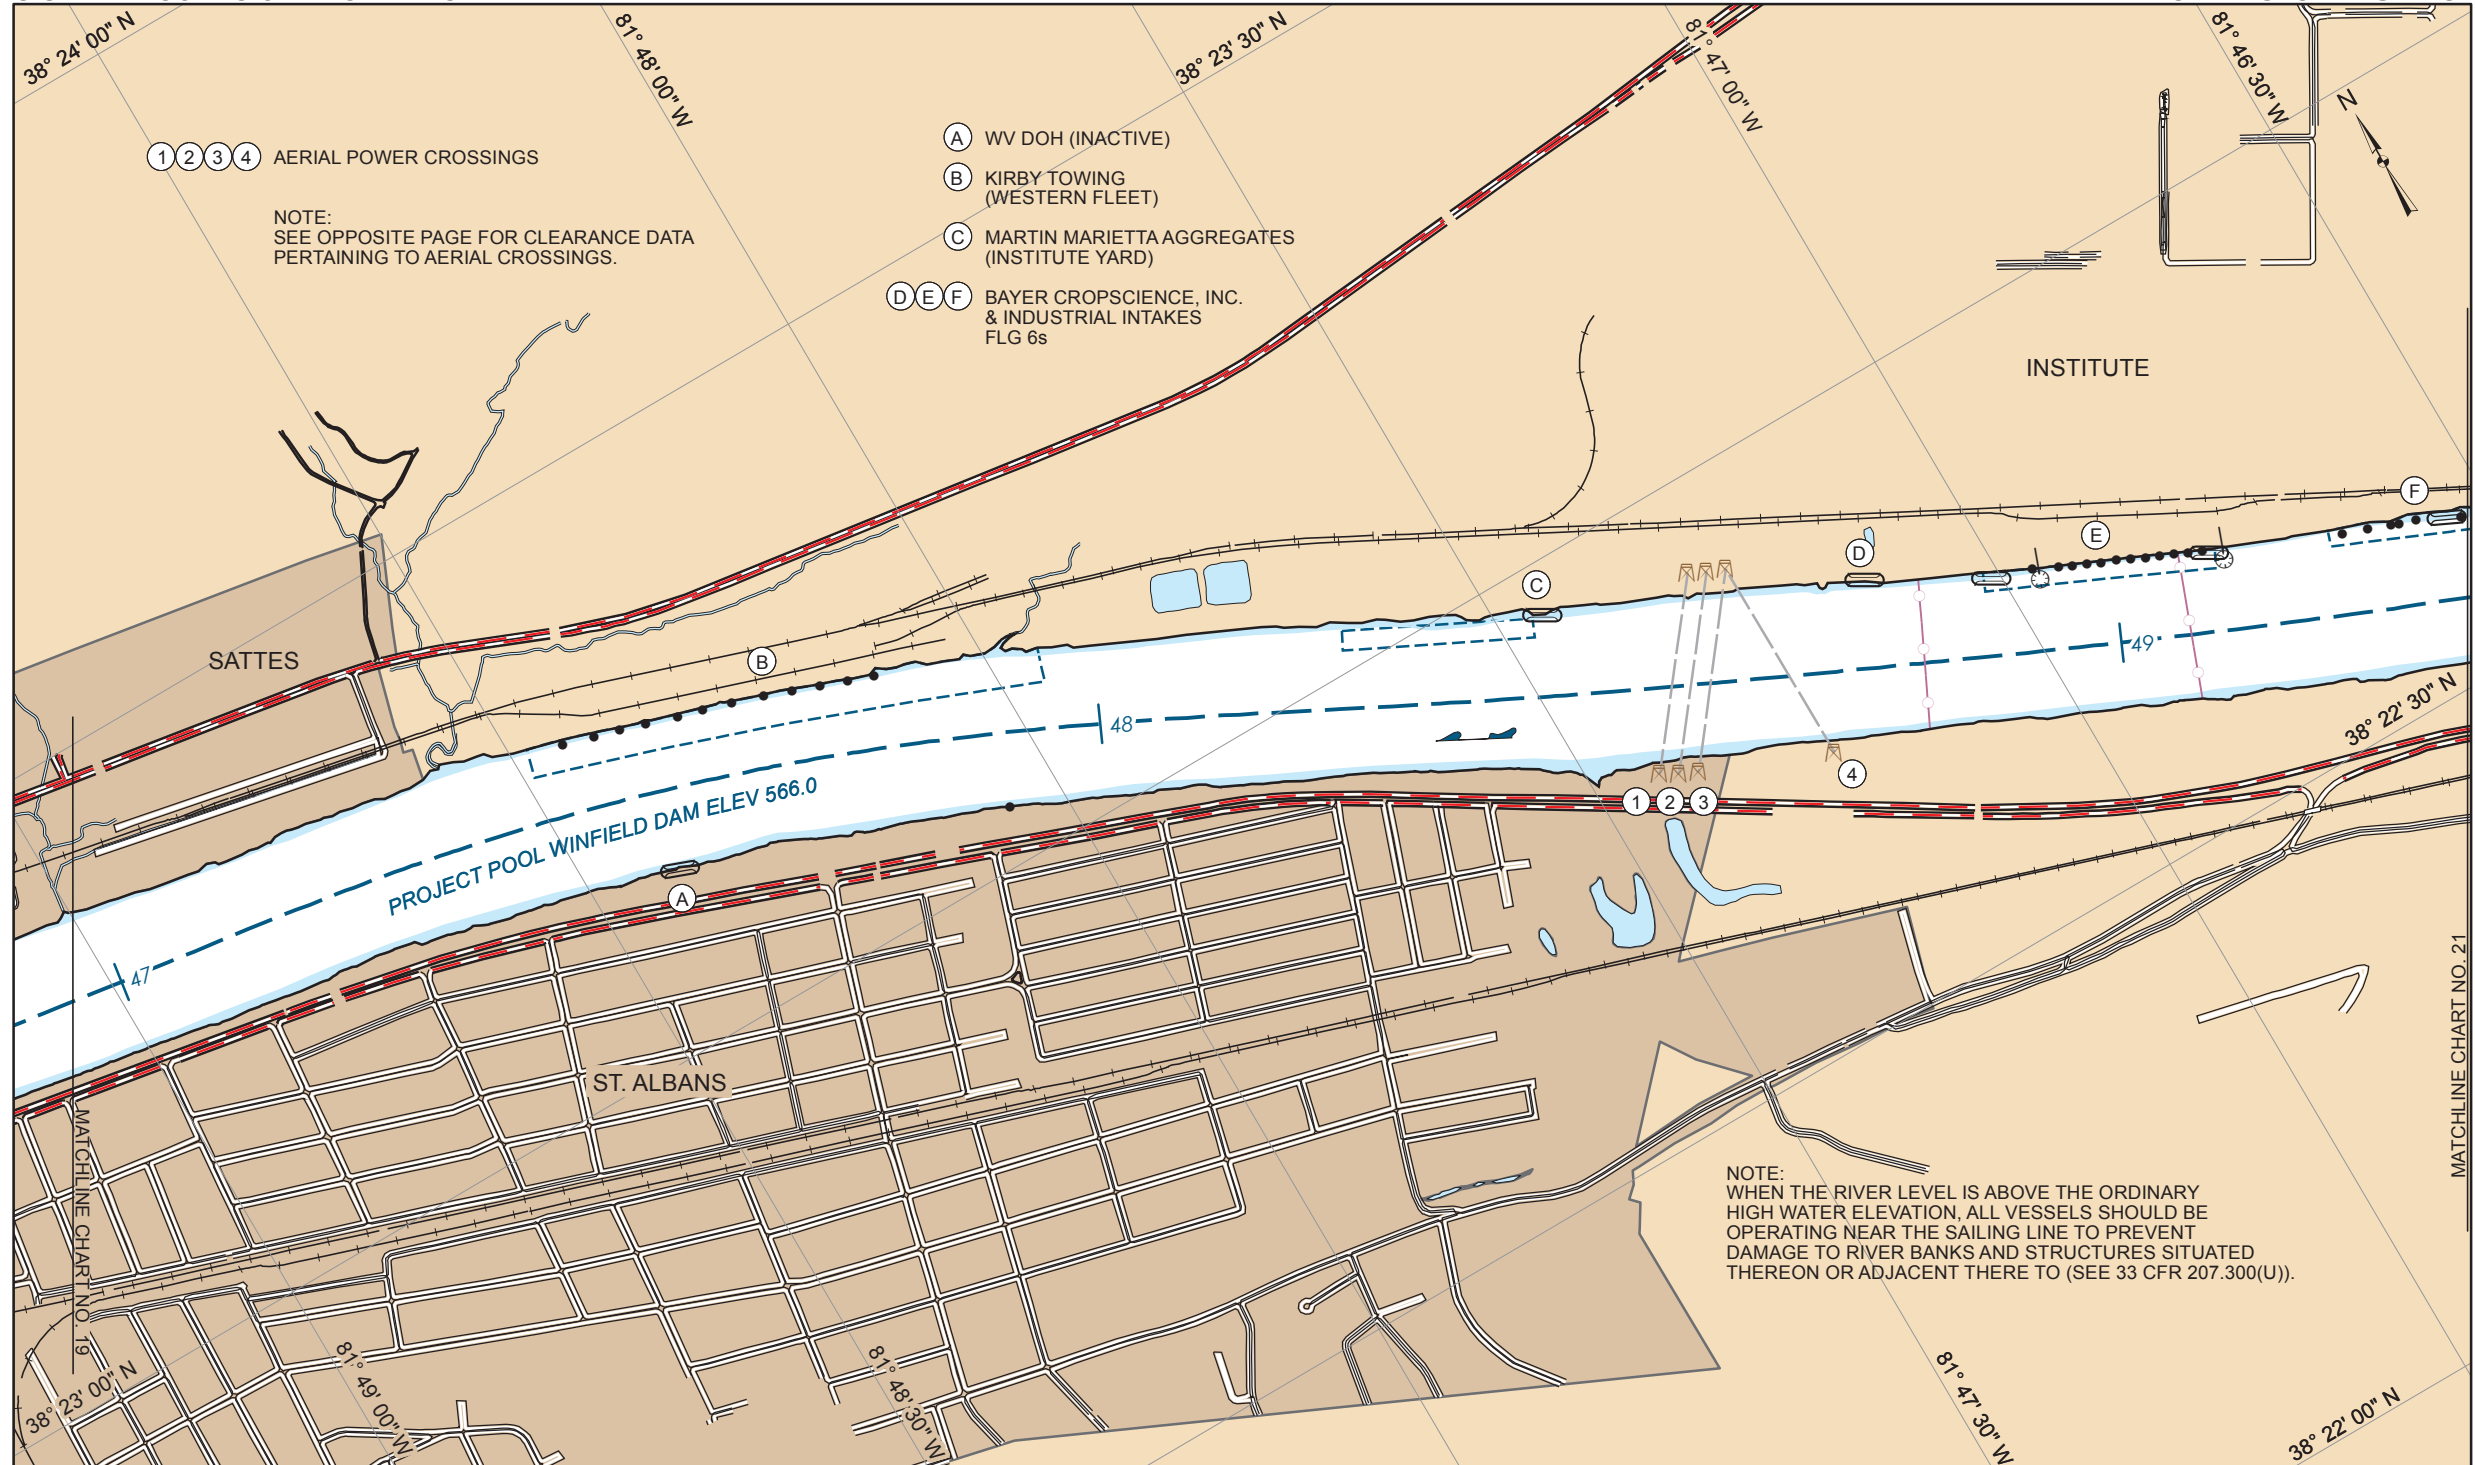 38° 24' 00" N
81° 48' 00" W
38° 23' 30" N
81° 47' 00" W
81° 46' 30" W
N
1 2 3 4 AERIAL POWER CROSSINGS
NOTE:
SEE OPPOSITE PAGE FOR CLEARANCE DATA
PERTAINING TO AERIAL CROSSINGS.
A WV DOH (INACTIVE)
B KIRBY TOWING
(WESTERN FLEET)
C MARTIN MARIETTA AGGREGATES
(INSTITUTE YARD)
D E F BAYER CROPSCIENCE, INC.
& INDUSTRIAL INTAKES
FLG 6s
INSTITUTE
F
E
D
C
SATTES
B
49
48
38° 22' 30" N
4
1 2 3
PROJECT POOL WINFIELD DAM ELEV 566.0
A
47
ST. ALBANS
MATCHLINE CHART NO. 21
MATCHLINE CHART NO. 19
NOTE:
WHEN THE RIVER LEVEL IS ABOVE THE ORDINARY
HIGH WATER ELEVATION, ALL VESSELS SHOULD BE
OPERATING NEAR THE SAILING LINE TO PREVENT
DAMAGE TO RIVER BANKS AND STRUCTURES SITUATED
THEREON OR ADJACENT THERE TO (SEE 33 CFR 207.300(U)).
38° 23' 00" N
81° 49' 00" W
81° 48' 30" W
81° 47' 30" W
38° 22' 00" N